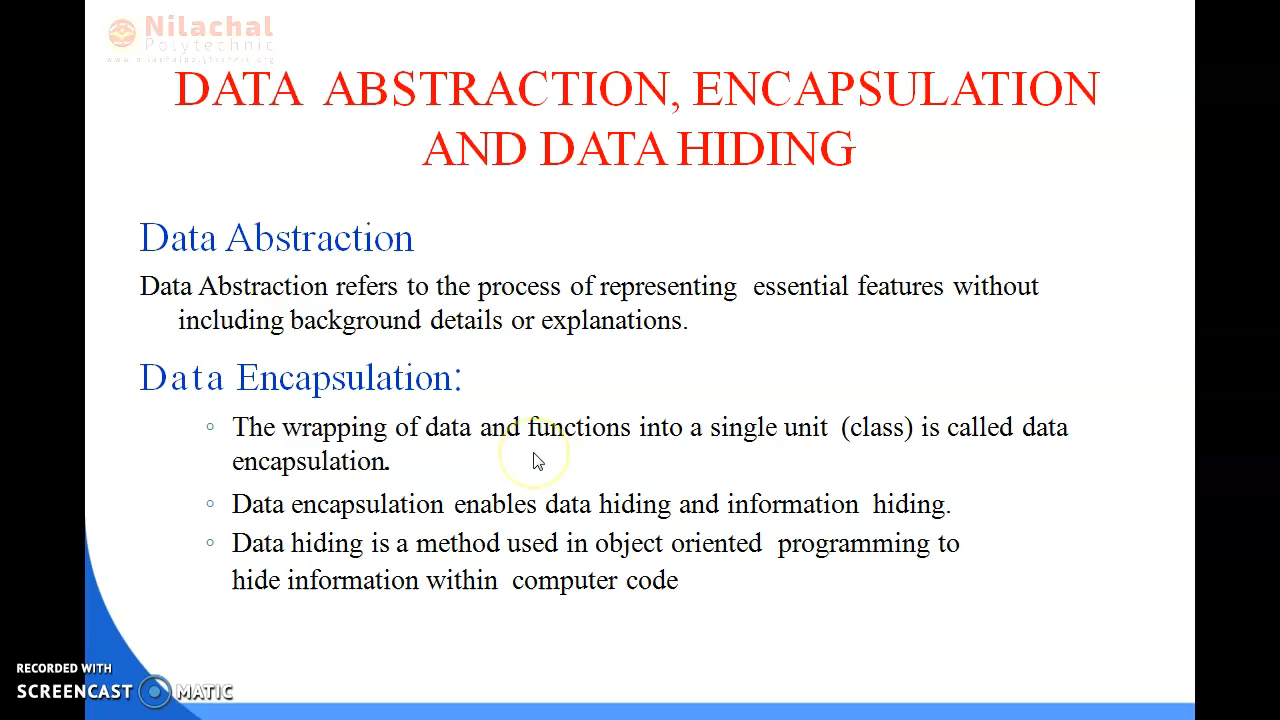 Nilachal
Polytechnic
www.nilachalpolytechnic.org
DATA ABSTRACTION, ENCAPSULATION
AND DATA HIDING
Data Abstraction
Data Abstraction refers to the process of representing essential features without
including background details or explanations.
Data Encapsulation:
◦ The wrapping of data and functions into a single unit (class) is called data
encapsulation.
◦ Data encapsulation enables data hiding and information hiding.
◦ Data hiding is a method used in object oriented programming to
hide information within computer code
RECORDED WITH
SCREENCAST MATIC